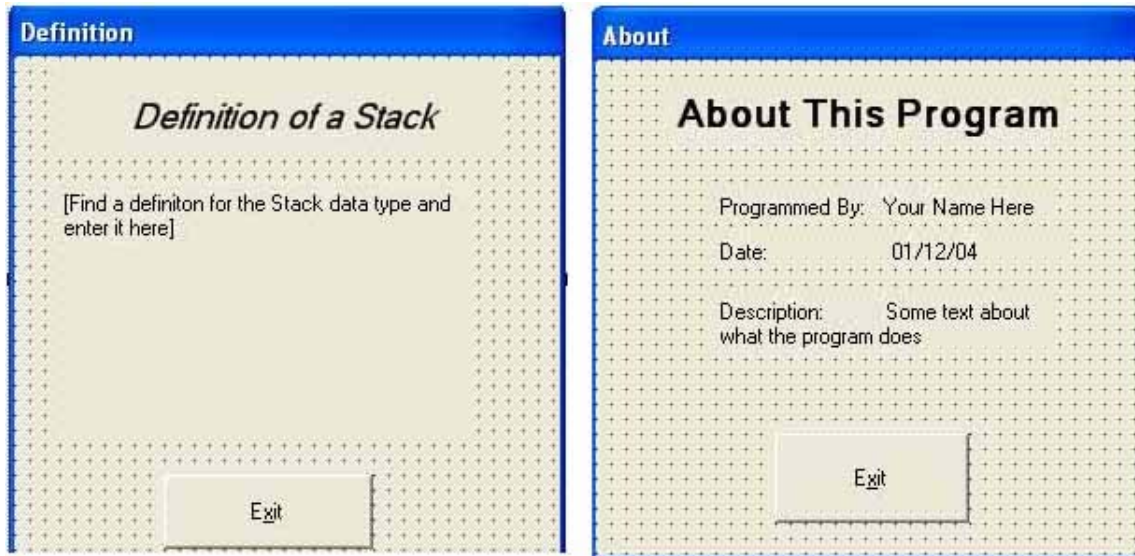 Definition
Definition of a Stack
[Find a definiton for the Stack data type and
enter it here]
Exit
About
About This Program
Programmed By: Your Name Here
Date: 01/12/04
Description: Some text about
what the program does
Exit